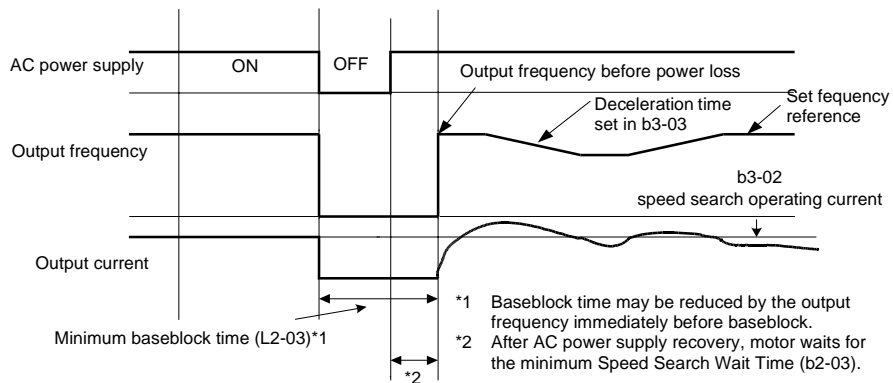 AC power supply
ON
OFF
Output frequency before power loss
Deceleration time
set in b3-03
Set fequency
reference
Output frequency
b3-02
speed search operating current
Output current
Minimum baseblock time (L2-03)*1
*2
*1 Baseblock time may be reduced by the output
frequency immediately before baseblock.
*2 After AC power supply recovery, motor waits for
the minimum Speed Search Wait Time (b2-03).